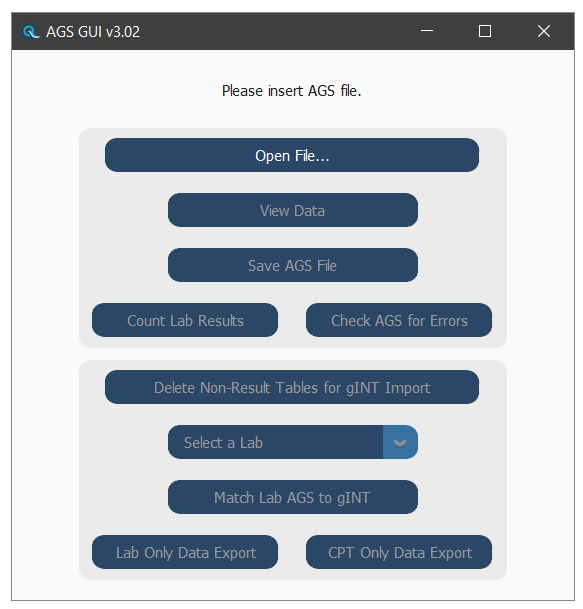 AGS GUI v3.02
Please insert AGS file.
Open File...
View Data
Save AGS File
Count Lab Results
Check AGS for Errors
Delete Non-Result Tables for gINT Import
Select a Lab
Match Lab AGS to gINT
Lab Only Data Export
CPT Only Data Export